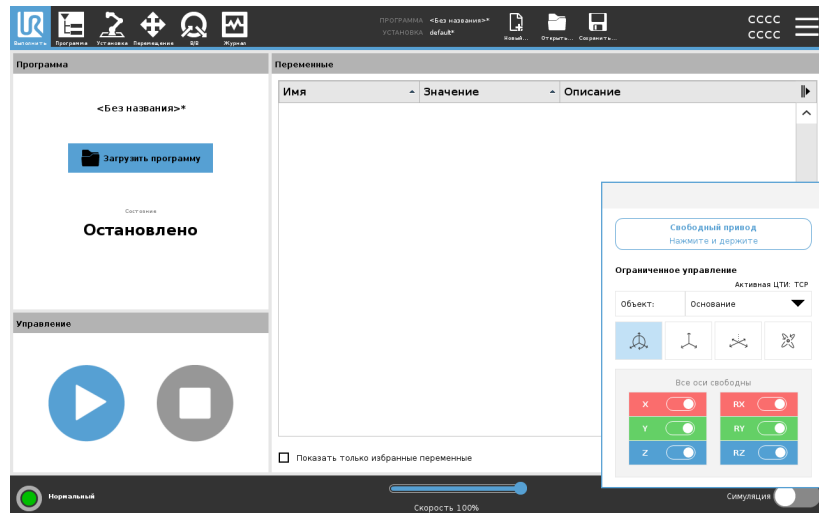 UR
Выполнить
Программа
Установка
Перемещение
В/В
Журнал
ПРОГРАММА <Без названия>*
УСТАНОВКА default*
Новый...
Открыть...
Сохранить...
CCCC
CCCC
Программа
<Без названия>*
Загрузить программу
Состояние
Остановлено
Управление
Переменные
Имя
Значение
Описание
Показать только избранные переменные
Свободный привод
Нажмите и держите
Ограниченное управление
Активная ЦТИ: TCP
Объект:
Основание
Все оси свободны
X
RX
Y
RY
Z
RZ
Нормальный
Скорость 100%
Симуляция